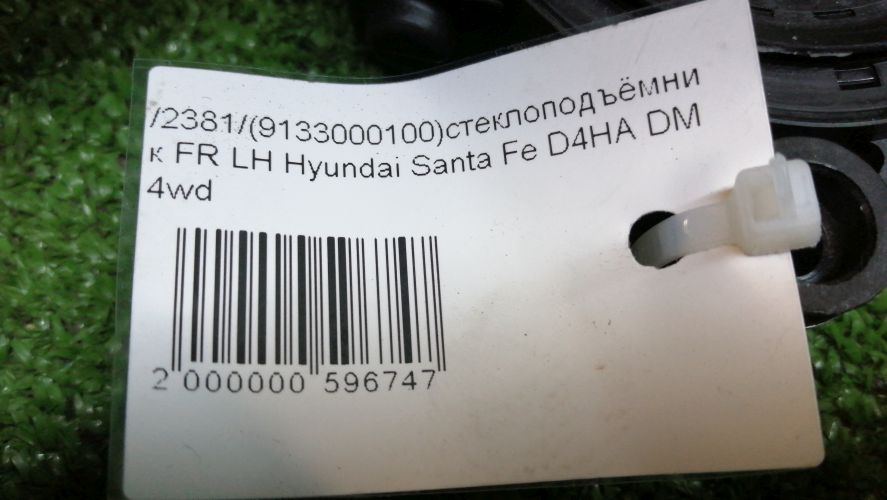 /2381/(9133000100)стеклоподъёмни
к FR LH Hyundai Santa Fe D4HA DM
4wd
2 000000 596747